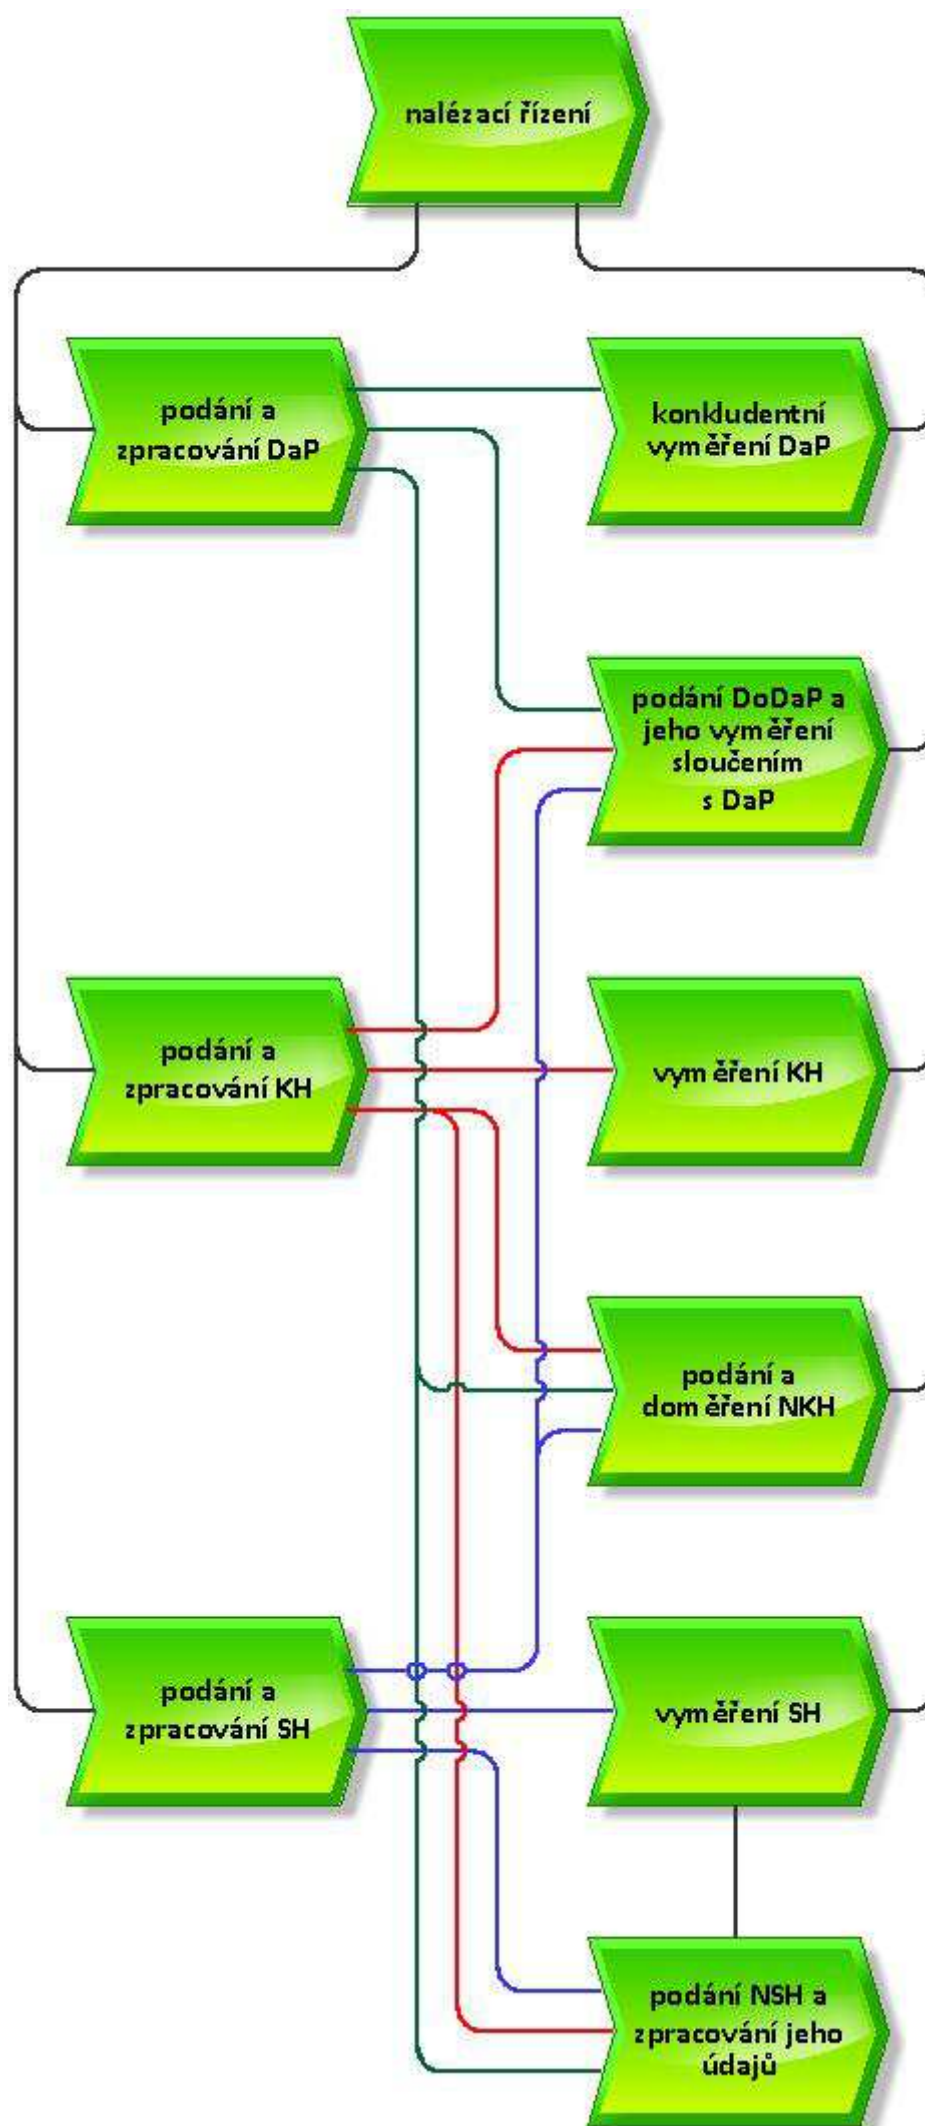 nalézací řízení
podání a
zpracování DaP
konkludentní
vyměření DaP
podání DoDaP a
jeho vyměření
sloučením
s DaP
podání a
zpracování KH
vyměření KH
podání a
doměření NKH
podání a
zpracování SH
vyměření SH
podání NSH a
zpracování jeho
údajů